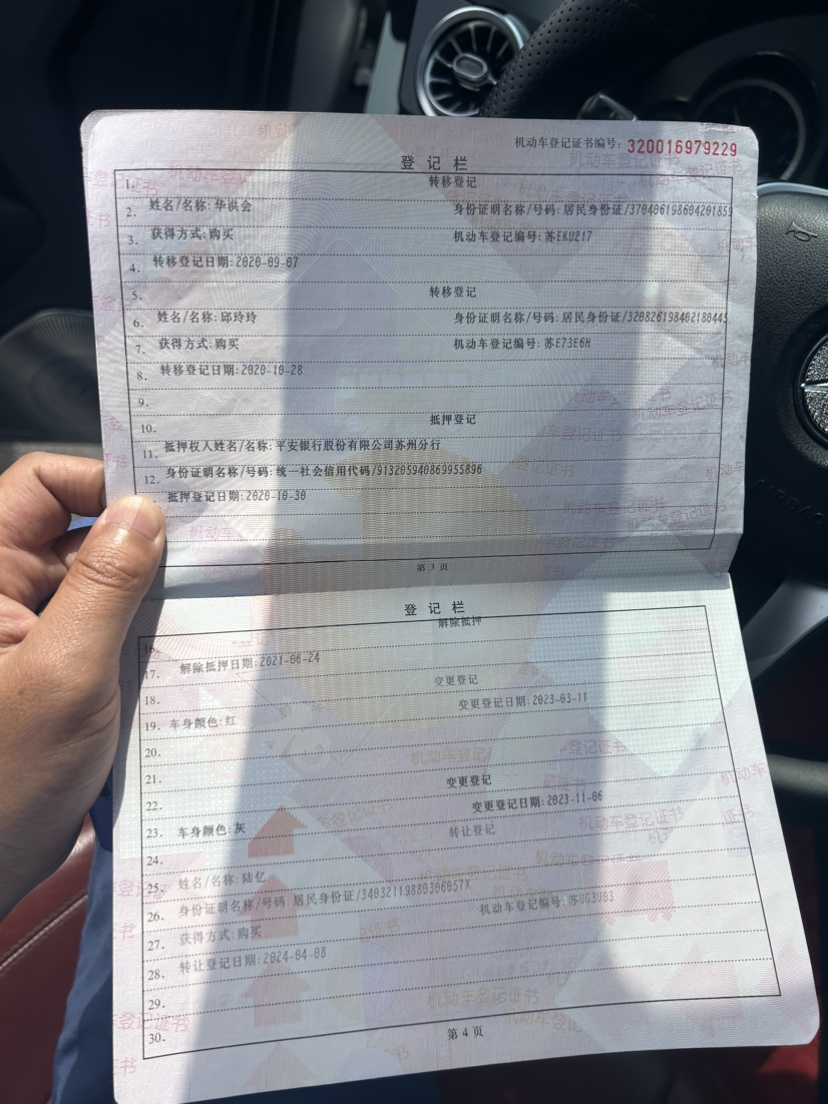 机动车登记证书编号: 320016979229
登记栏
1. 转移登记
2. 姓名/名称:华洪会 身份证明名称/号码:居民身份证/370406198604201859
3. 获得方式:购买 机动车登记编号:苏EKU217
4. 转移登记日期:2020-09-07
5. 转移登记
6. 姓名/名称:邱玲玲 身份证明名称/号码:居民身份证/320826198402180445
7. 获得方式:购买 机动车登记编号:苏E73E6H
8. 转移登记日期:2020-10-28
9.
10. 抵押登记
11. 抵押权人姓名/名称:平安银行股份有限公司苏州分行
12. 身份证明名称/号码:统一社会信用代码/913205940869955896
抵押登记日期:2020-10-30
第 3 页
登记栏
解除抵押
16.
17. 解除抵押日期:2021-06-24
18. 变更登记
变更登记日期:2023-03-11
19. 车身颜色:红
20.
21.
22. 变更登记
变更登记日期:2023-11-06
23. 车身颜色:灰
24. 转让登记
25. 姓名/名称:陆亿
26. 身份证明名称/号码 居民身份证/34032119880306057X
27. 获得方式:购买 机动车登记编号:苏UG3U03
28. 转让登记日期:2024-04-08
29.
30.
第 4 页
AIRBAG